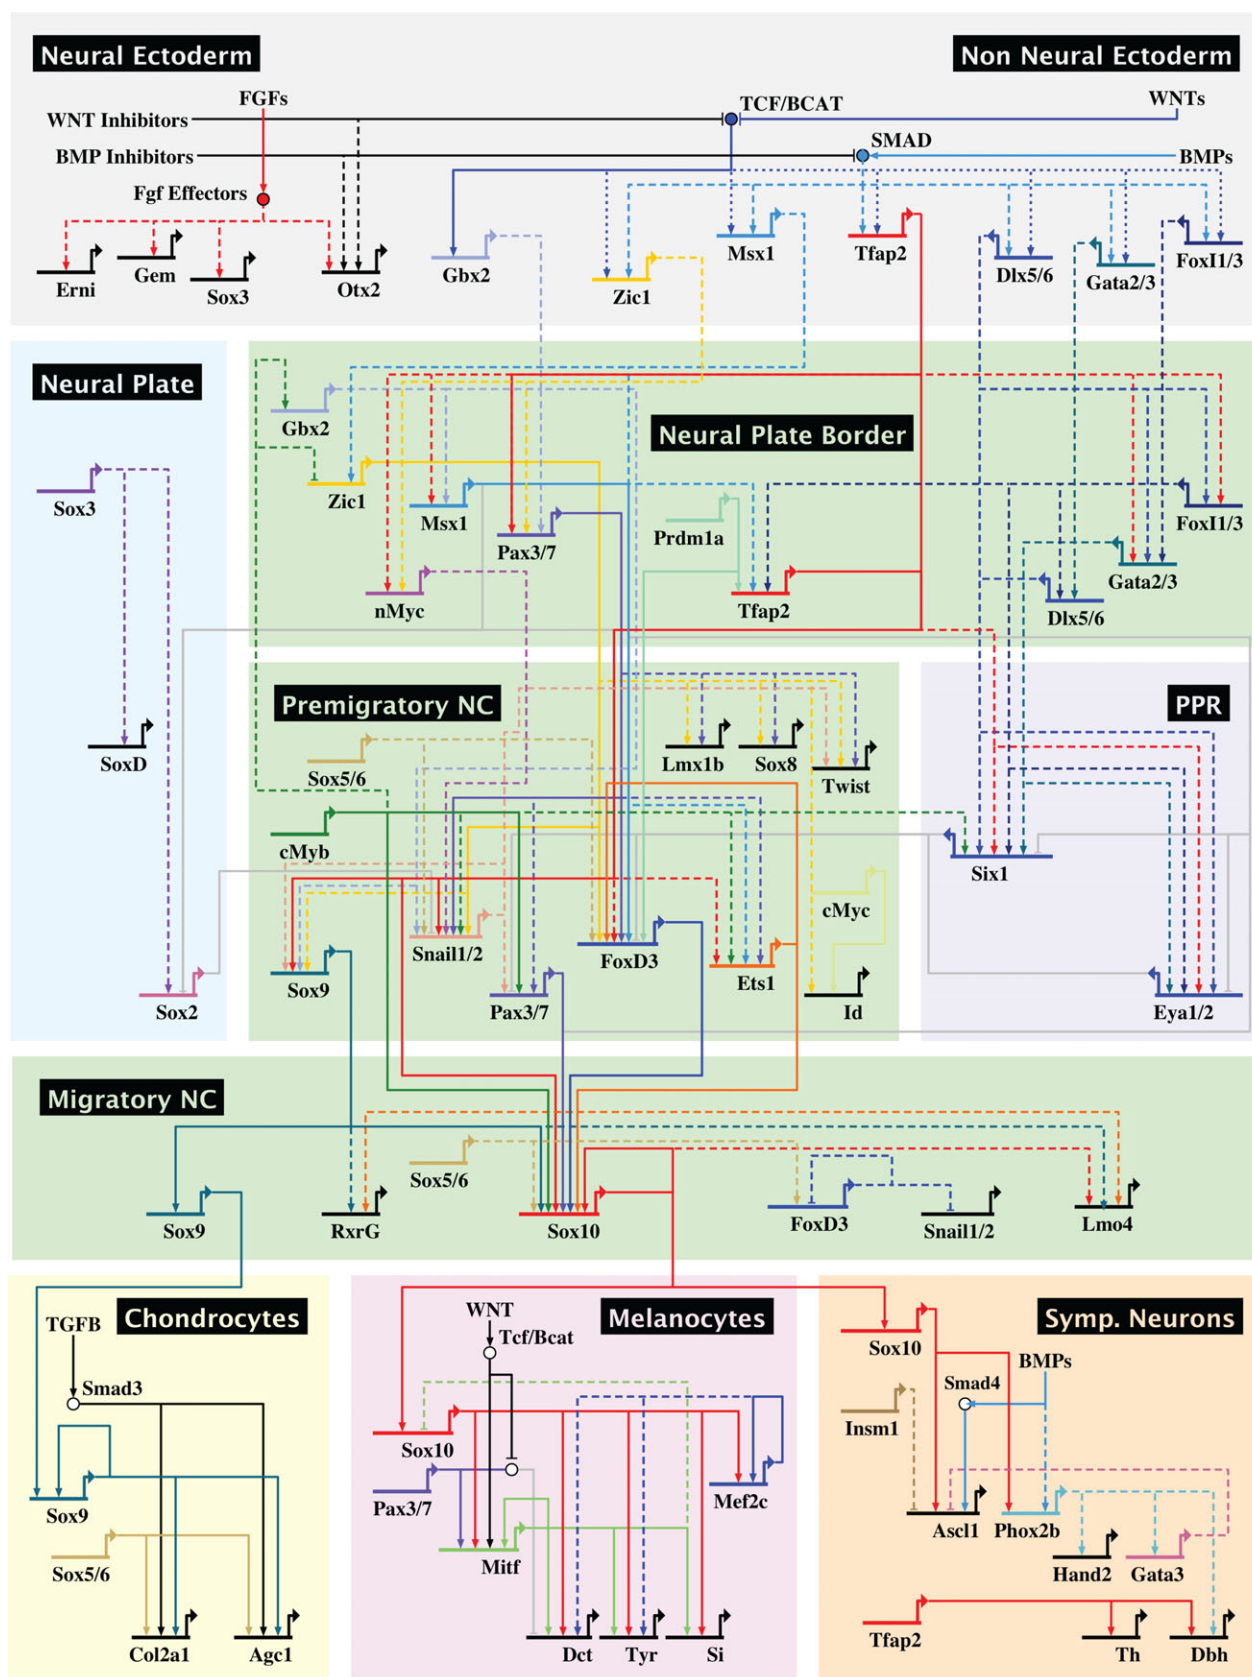 Neural Ectoderm
Non Neural Ectoderm
FGFs
TCF/BCAT
WNTs
WNT Inhibitors
SMAD
BMP Inhibitors
BMPs
Fgf Effectors
Erni
Gem
Sox3
Otx2
Gbx2
Zic1
Msx1
Tfap2
Dlx5/6
Gata2/3
FoxI1/3
Neural Plate
Neural Plate Border
Gbx2
Sox3
Zic1
Msx1
Pax3/7
Prdm1a
FoxI1/3
nMyc
Tfap2
Gata2/3
Dlx5/6
Premigratory NC
PPR
SoxD
Sox5/6
Lmx1b
Sox8
Twist
cMyb
Six1
cMyc
Snail1/2
FoxD3
Sox9
Ets1
Sox2
Pax3/7
Id
Eya1/2
Migratory NC
Sox5/6
Sox9
RxrG
Sox10
FoxD3
Snail1/2
Lmo4
Chondrocytes
TGFB
Smad3
Sox9
Sox5/6
Col2a1
Agc1
WNT
Melanocytes
Tcf/Bcat
Sox10
Pax3/7
Mef2c
Mitf
Dct
Tyr
Si
Symp. Neurons
Sox10
BMPs
Smad4
Insm1
Ascl1
Phox2b
Hand2
Gata3
Tfap2
Th
Dbh